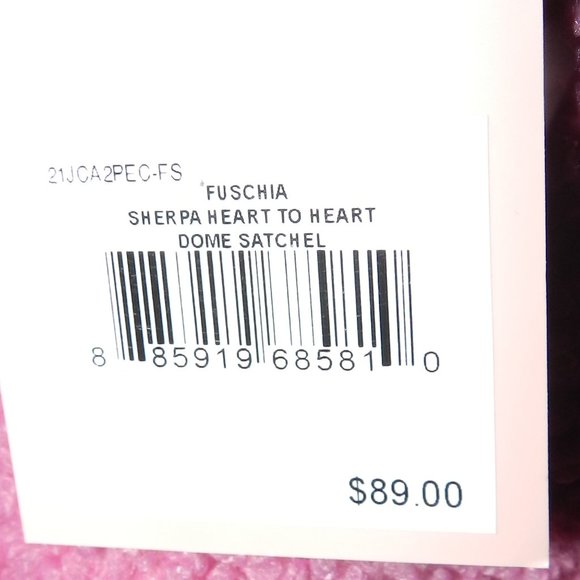 21JCA2PEC-FS
FUSCHIA
SHERPA HEART TO HEART
DOME SATCHEL
8 85919 68581 0
$89.00